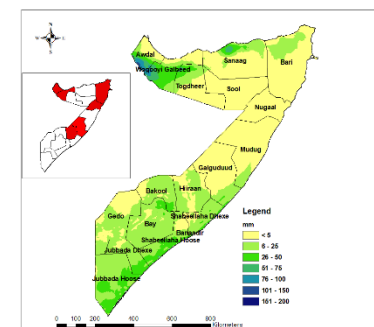 Awdal
Woqooyi Galbeed
Sanaag
Bari
Togdheer
Sool
Nugaal
Mudug
Galguduud
Bakool
Hiraan
Gedo
Bay
Shabeellaha Dhexe
Banandir
Shabeellaha Hoose
Jubbada Dhexe
Jubbada Hoose
Legend
mm
< 5
6 - 25
26 - 50
51 - 75
76 - 100
101 - 150
151 - 200
0 100 200 400 600 800
Kilometers